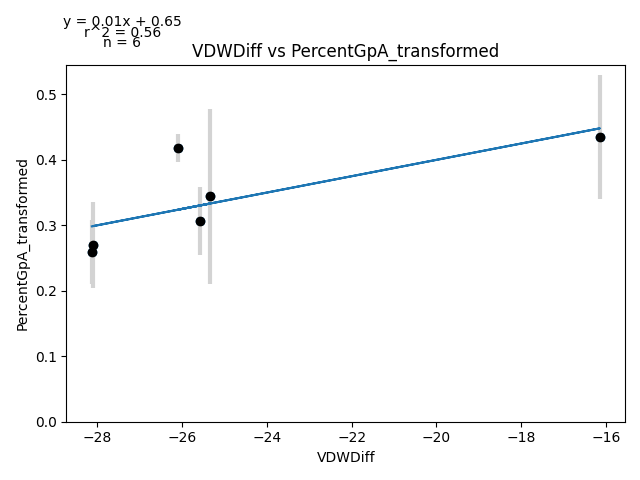 y = 0.01x + 0.65
r^2 = 0.56
n = 6
VDWDiff vs PercentGpA_transformed
PercentGpA_transformed
0.5
0.4
0.3
0.2
0.1
0.0
−28
−26
−24
−22
−20
−18
−16
VDWDiff